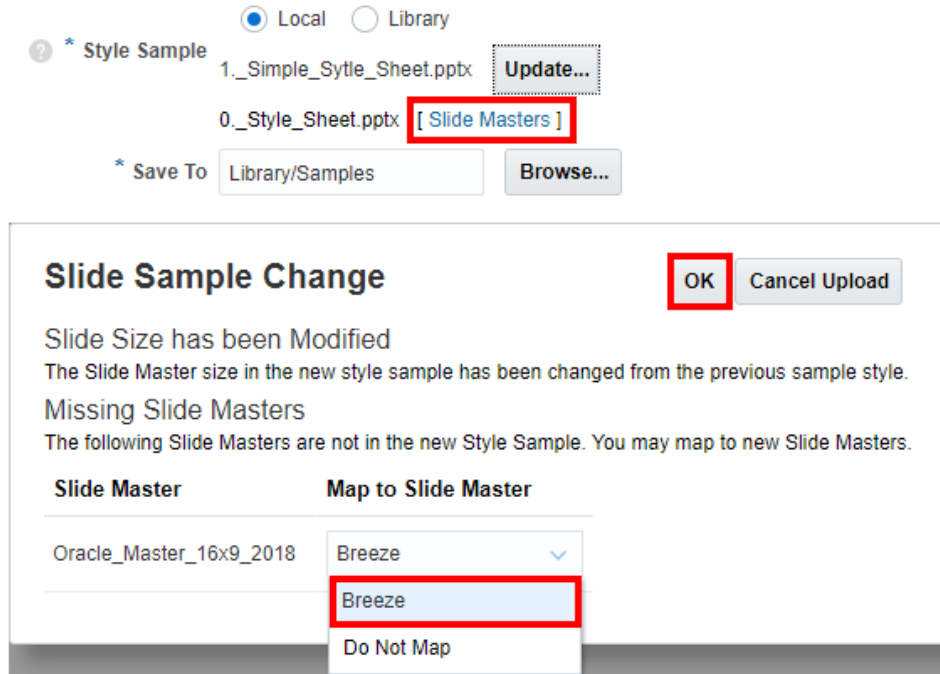 Local Library
? * Style Sample
1._Simple_Sytle_Sheet.pptx Update...
0._Style_Sheet.pptx [ Slide Masters ]
* Save To Library/Samples Browse...
Slide Sample Change OK Cancel Upload
Slide Size has been Modified
The Slide Master size in the new style sample has been changed from the previous sample style.
Missing Slide Masters
The following Slide Masters are not in the new Style Sample. You may map to new Slide Masters.
Slide Master Map to Slide Master
Oracle_Master_16x9_2018 Breeze
Breeze
Do Not Map